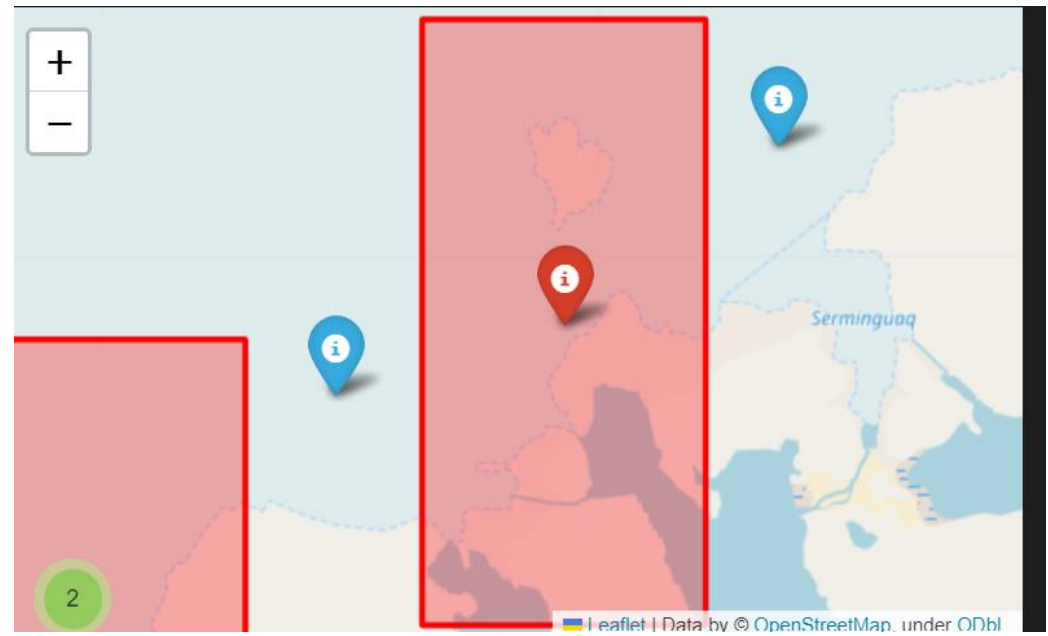 +
−
i
i
i
Serminguaq
2
Leaflet | Data by © OpenStreetMap, under ODbl